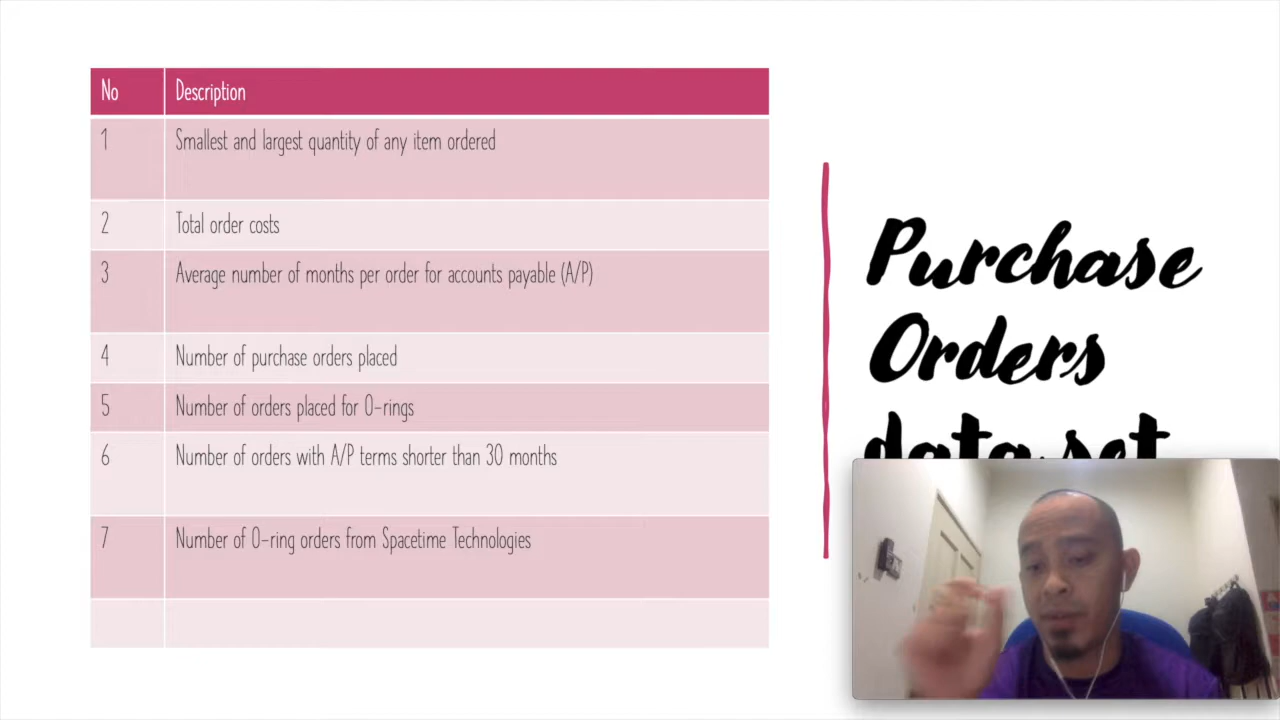 No Description
1 Smallest and largest quantity of any item ordered
2 Total order costs
3 Average number of months per order for accounts payable (A/P)
4 Number of purchase orders placed
5 Number of orders placed for O-rings
6 Number of orders with A/P terms shorter than 30 months
7 Number of O-ring orders from Spacetime Technologies
Purchase
Orders
data set